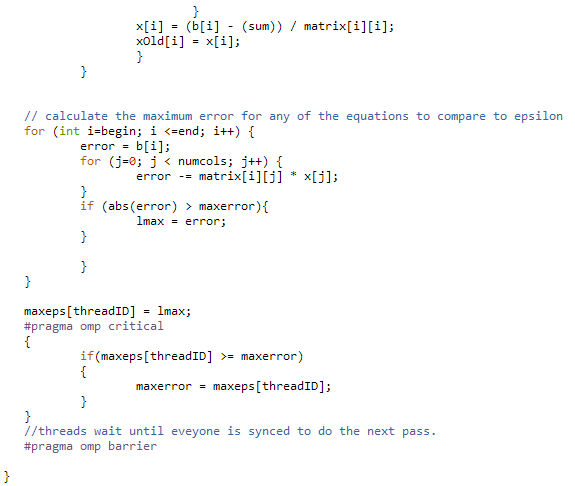 }
x[i] = (b[i] - (sum)) / matrix[i][i];
xOld[i] = x[i];
}
}
// calculate the maximum error for any of the equations to compare to epsilon
for (int i=begin; i <=end; i++) {
error = b[i];
for (j=0; j < numcols; j++) {
error -= matrix[i][j] * x[j];
}
if (abs(error) > maxerror){
lmax = error;
}
}
}
maxeps[threadID] = lmax;
#pragma omp critical
{
if(maxeps[threadID] >= maxerror)
{
maxerror = maxeps[threadID];
}
}
//threads wait until eveyone is synced to do the next pass.
#pragma omp barrier
}